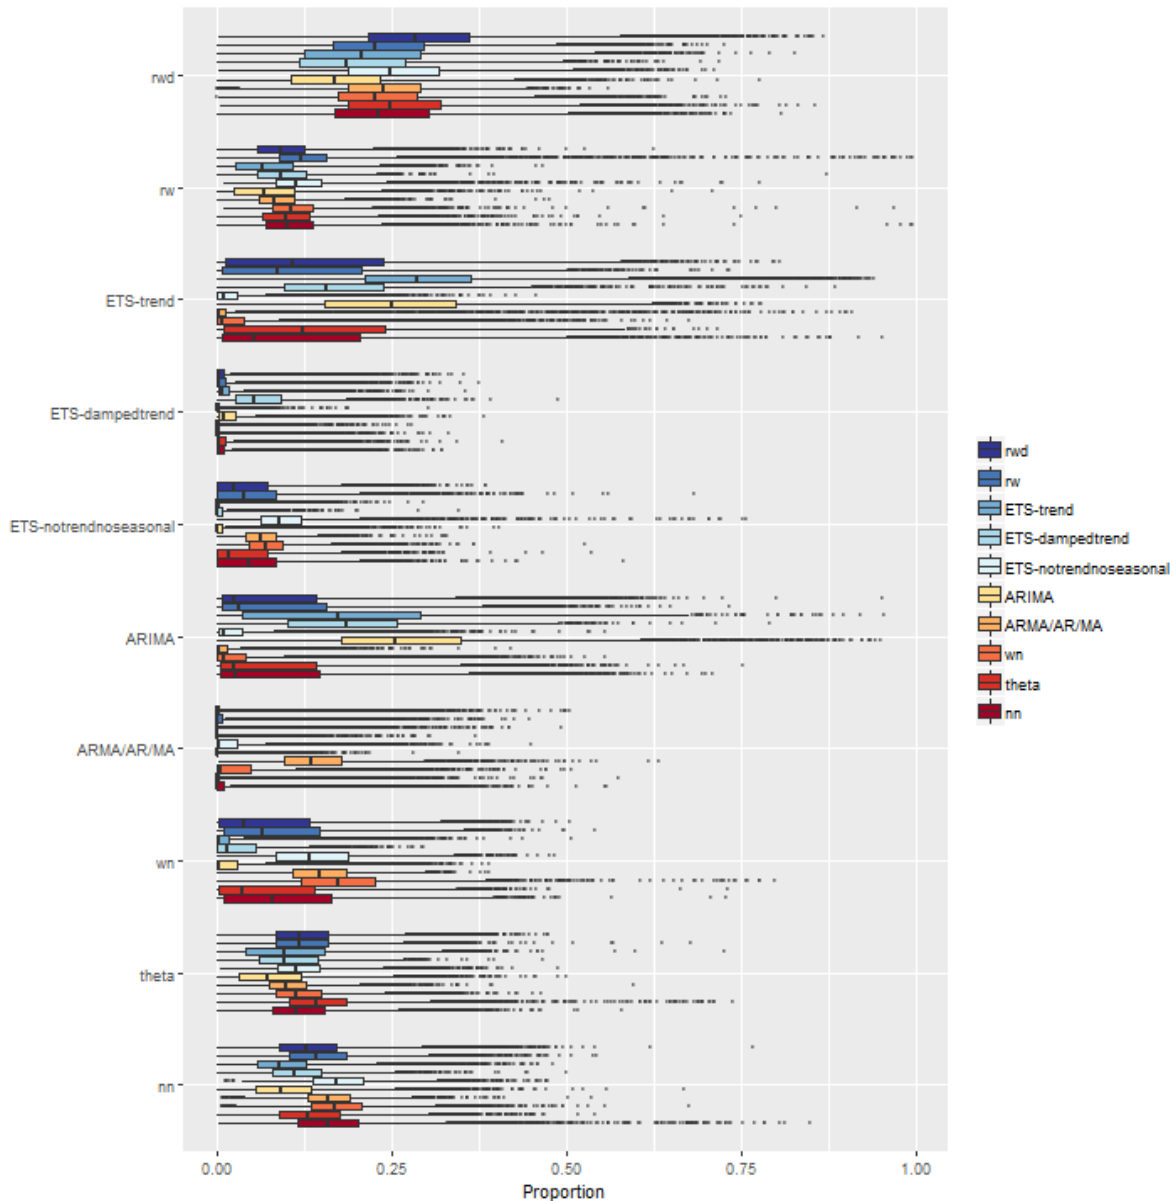 rwd
rw
ETS-trend
ETS-dampedtrend
ETS-notrendnoseasonal
ARIMA
ARMA/AR/MA
wn
theta
nn
0.00 0.25 0.50 0.75 1.00
Proportion
rwd
rw
ETS-trend
ETS-dampedtrend
ETS-notrendnoseasonal
ARIMA
ARMA/AR/MA
wn
theta
nn